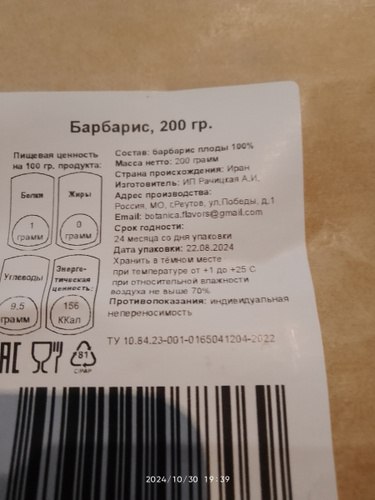 Барбарис, 200 гр.
Пищевая ценность
на 100 гр. продукта:
Белки
1
грамм
Жиры
0
грамм
Углеводы
9,5
грамм
Энерге-
тическая
ценность:
156
ККал
Состав: барбарис плоды 100%
Масса нетто: 200 грамм
Страна происхождения: Иран
Изготовитель: ИП Рачицкая А.И.
Адрес производства:
Россия, МО, г.Реутов, ул.Победы, д.1
Email: botanica.flavors@gmail.com
Срок годности:
24 месяца со дня упаковки
Дата упаковки: 22.08.2024
Хранить в тёмном месте
при температуре от +1 до +25 С
при относительной влажности
воздуха не выше 70%
Противопоказания: индивидуальная
непереносимость
ТУ 10.84.23-001-0165041204-2022
EAC
81
C/PAP
2024/10/30 19:39